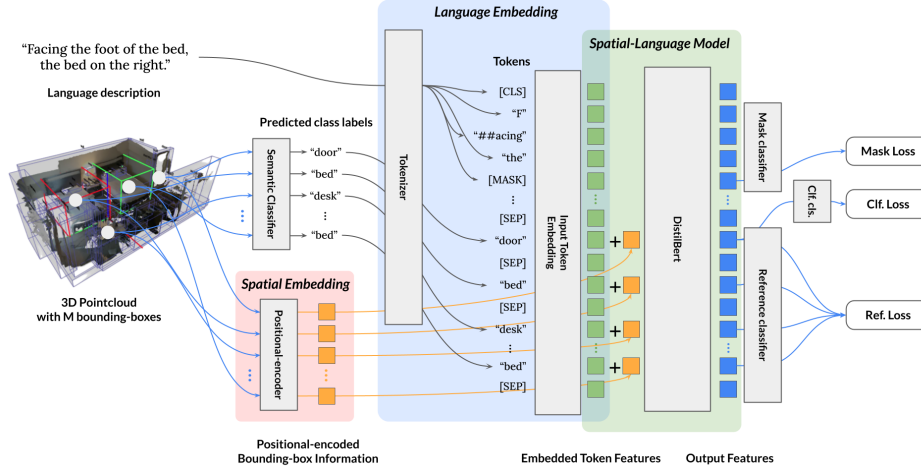 Language Embedding
Spatial-Language Model
“Facing the foot of the bed,
the bed on the right.”
Language description
Tokens
[CLS]
“F”
“##acing”
“the”
[MASK]
...
[SEP]
“door”
[SEP]
“bed”
[SEP]
“desk”
...
“bed”
[SEP]
Predicted class labels
“door”
“bed”
“desk”
...
“bed”
Semantic Classifier
Tokenizer
Input Token
Embedding
DistilBert
Mask classifier
Clf. cls.
Reference classifier
Mask Loss
Clf. Loss
Ref. Loss
3D Pointcloud
with M bounding-boxes
Spatial Embedding
Positional-encoder
+
+
+
+
Positional-encoded
Bounding-box Information
Embedded Token Features
Output Features